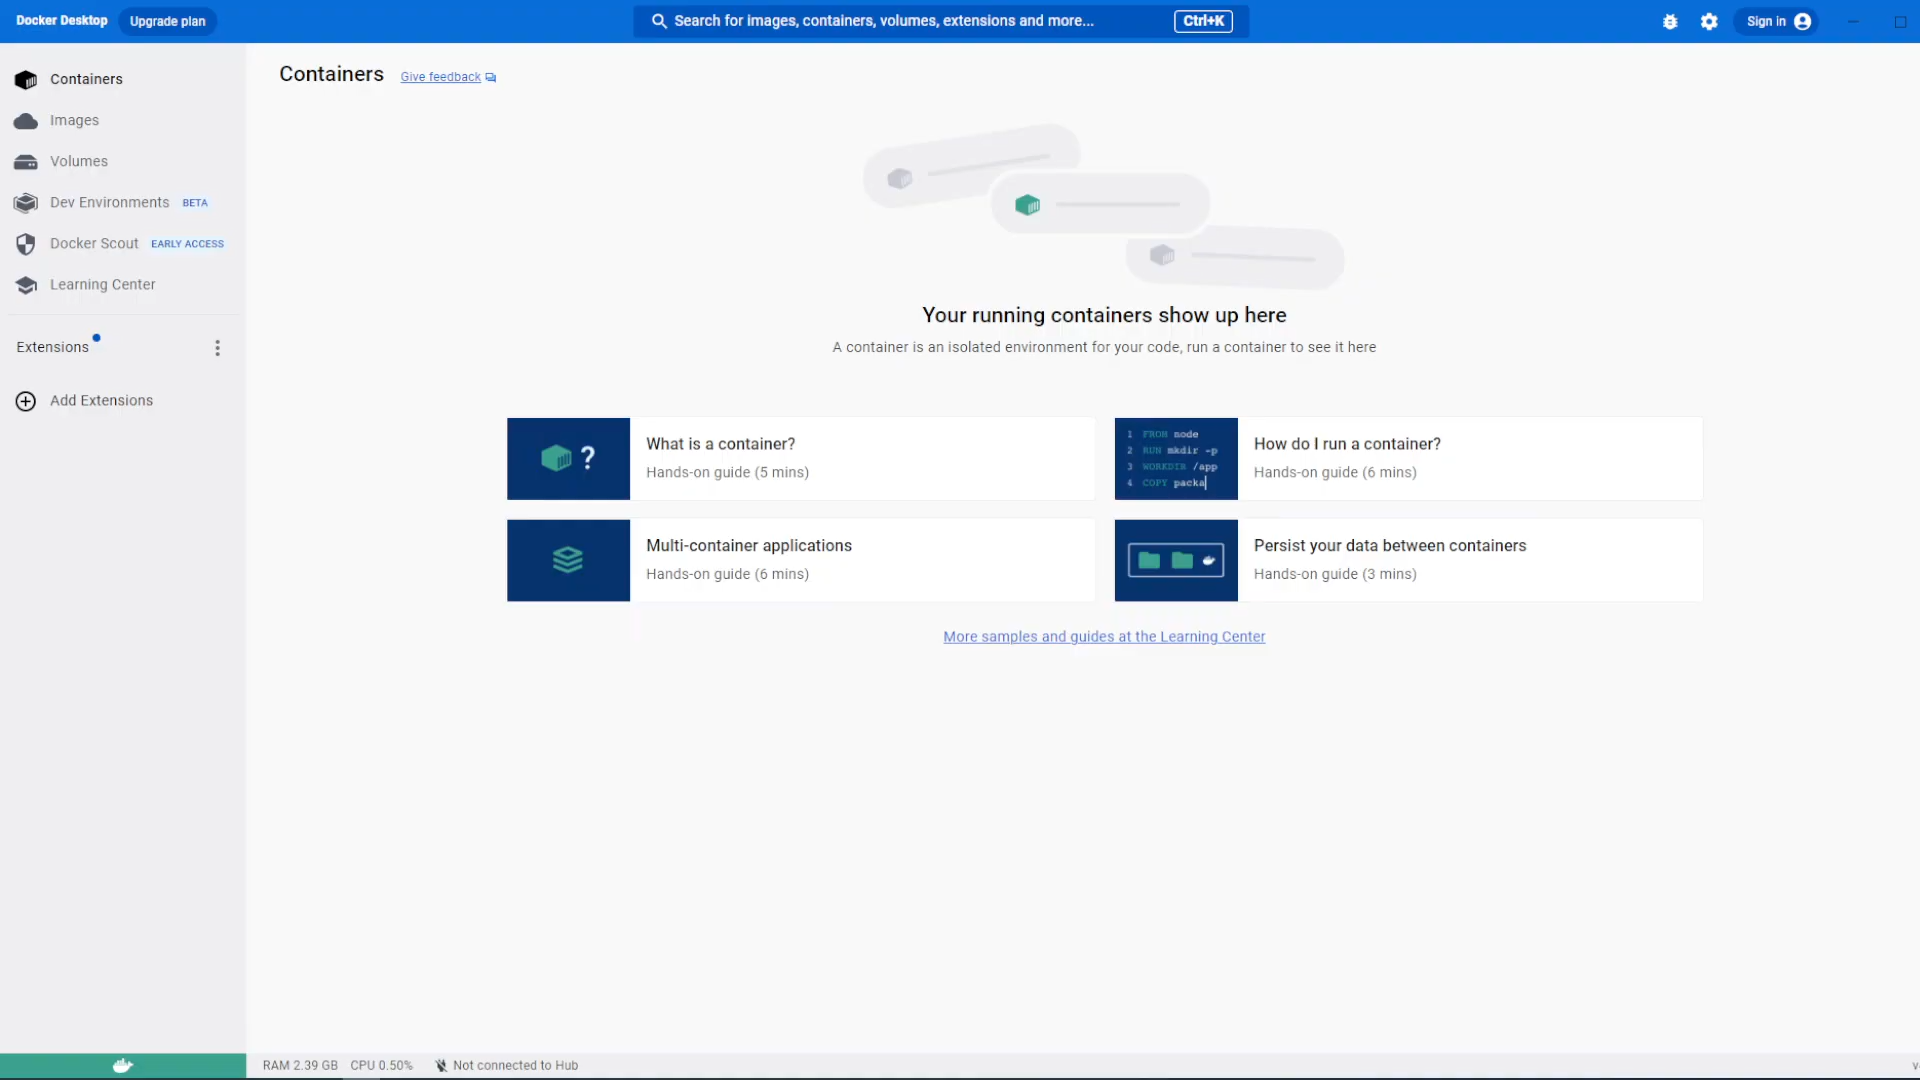 Docker Desktop
Upgrade plan
Search for images, containers, volumes, extensions and more...
Ctrl+K
Sign in
Containers
Images
Volumes
Dev Environments BETA
Docker Scout EARLY ACCESS
Learning Center
Extensions
Add Extensions
Containers
Give feedback
Your running containers show up here
A container is an isolated environment for your code, run a container to see it here
What is a container?
Hands-on guide (5 mins)
1 FROM node
2 RUN mkdir -p
3 WORKDIR /app
4 COPY packa
How do I run a container?
Hands-on guide (6 mins)
Multi-container applications
Hands-on guide (6 mins)
Persist your data between containers
Hands-on guide (3 mins)
More samples and guides at the Learning Center
RAM 2.39 GB CPU 0.50% Not connected to Hub
v